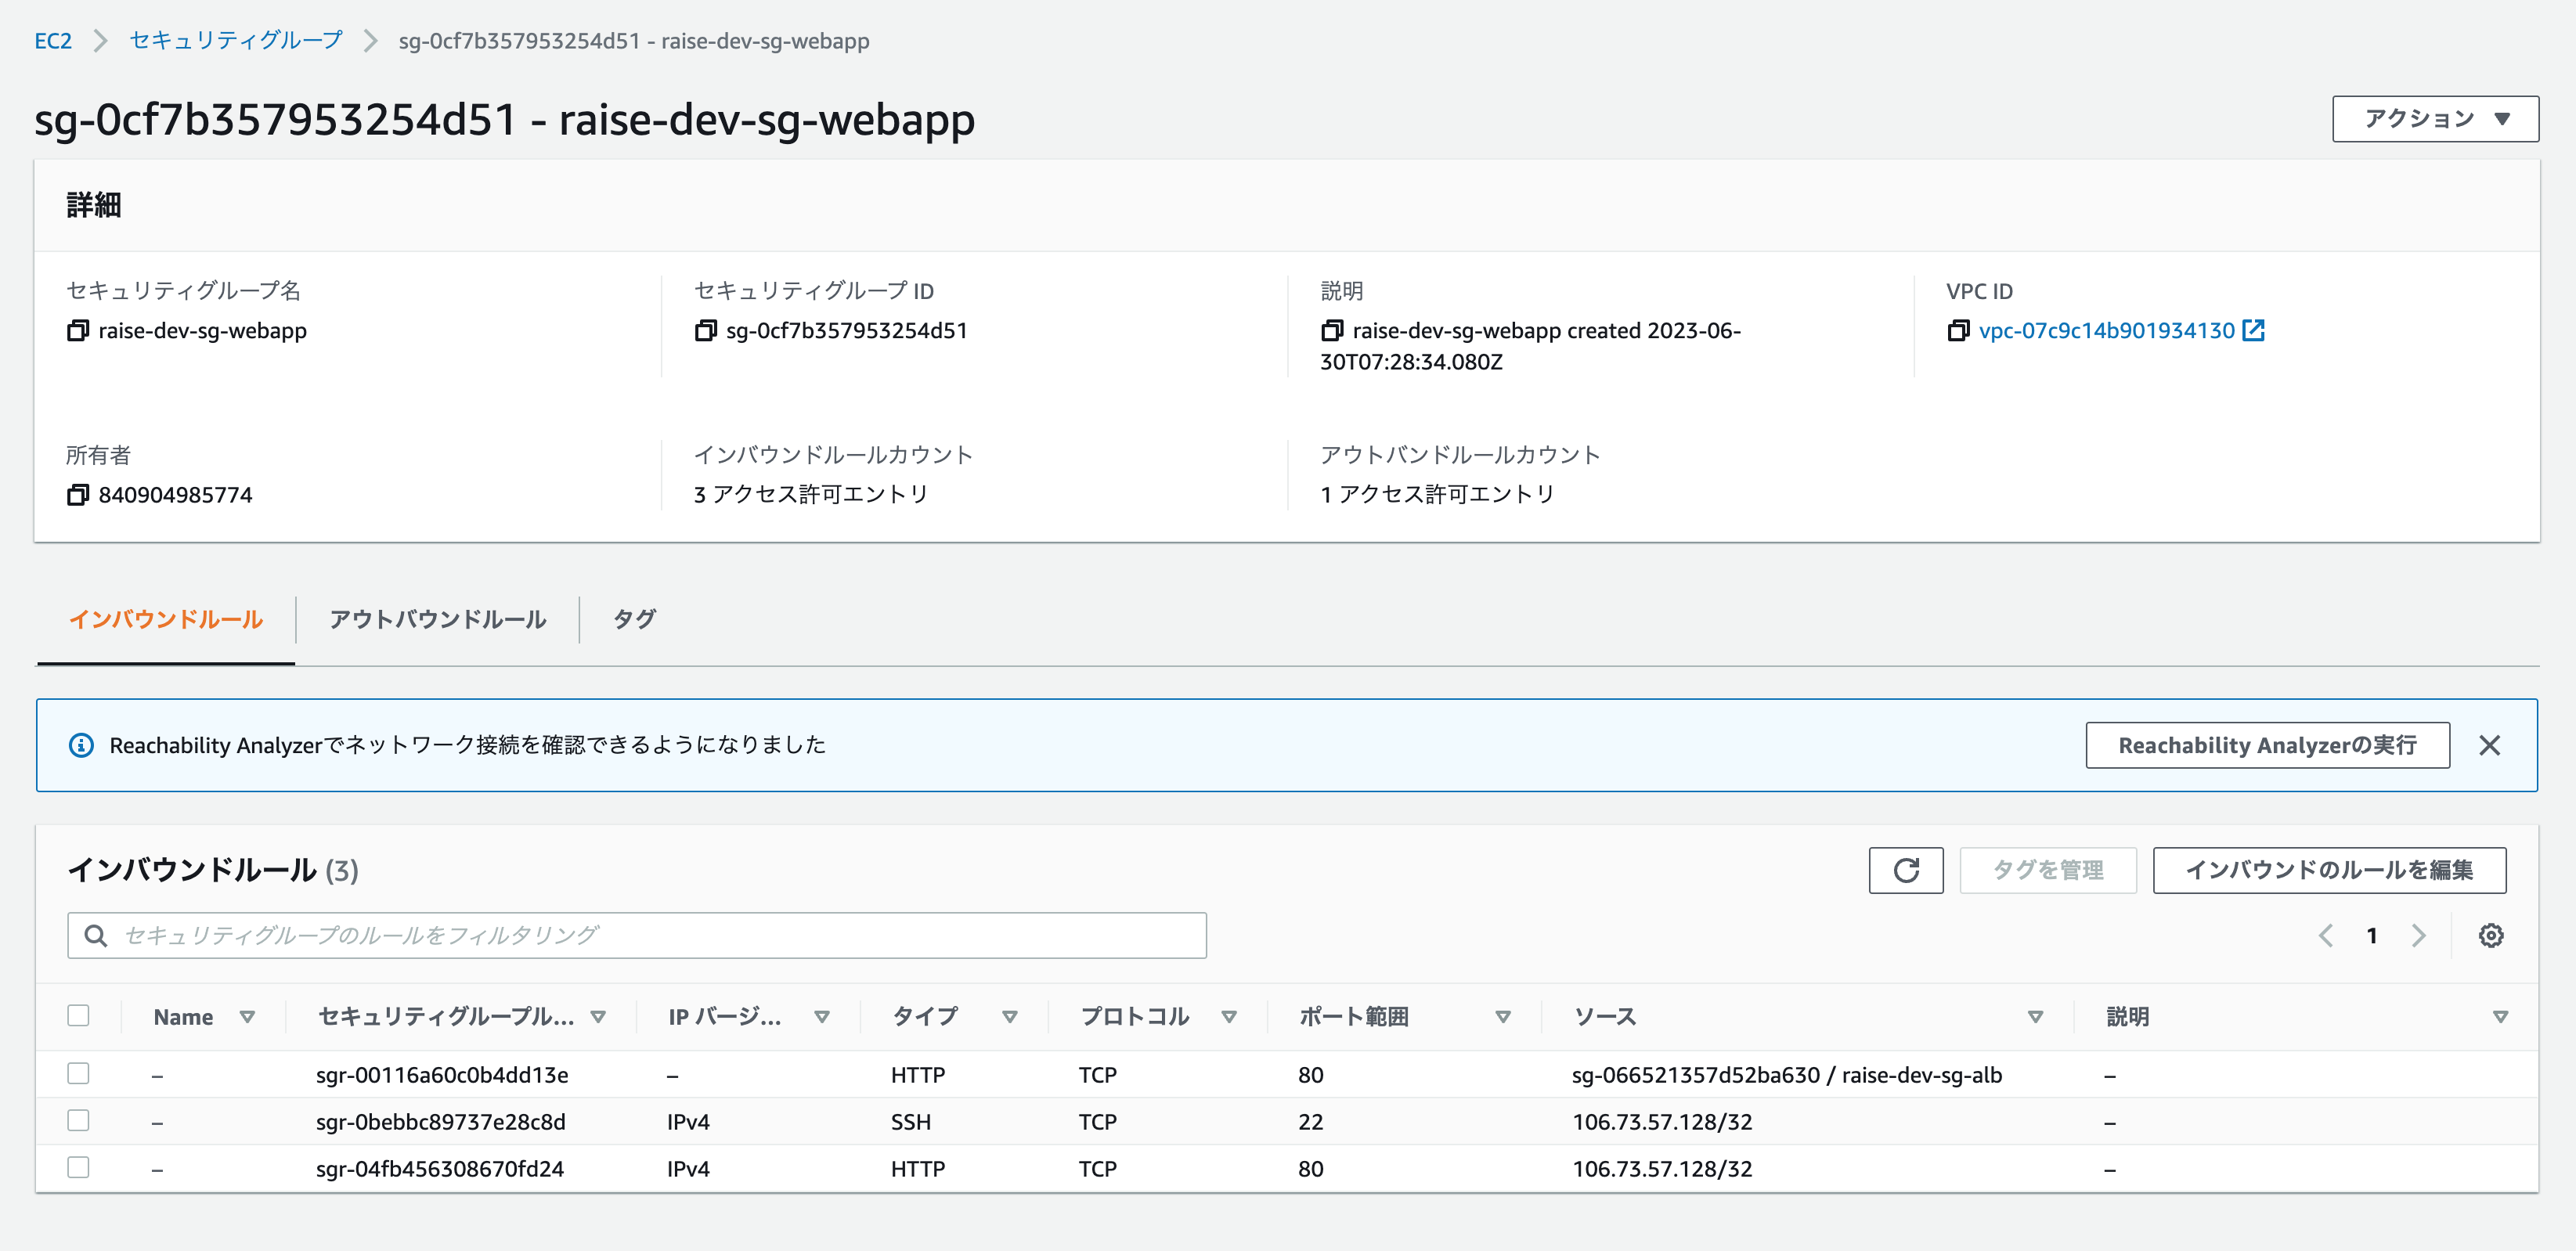 EC2 セキュリティグループ sg-0cf7b357953254d51 - raise-dev-sg-webapp
sg-0cf7b357953254d51 - raise-dev-sg-webapp
アクション
詳細
セキュリティグループ名 セキュリティグループ ID 説明 VPC ID
raise-dev-sg-webapp sg-0cf7b357953254d51 raise-dev-sg-webapp created 2023-06-
30T07:28:34.080Z vpc-07c9c14b901934130
所有者 インバウンドルールカウント アウトバンドルールカウント
840904985774 3 アクセス許可エントリ 1 アクセス許可エントリ
インバウンドルール アウトバウンドルール タグ
Reachability Analyzerでネットワーク接続を確認できるようになりました Reachability Analyzerの実行
インバウンドルール (3) タグを管理 インバウンドのルールを編集
セキュリティグループのルールをフィルタリング 1
Name セキュリティグループル... IP バージ... タイプ プロトコル ポート範囲 ソース 説明
– sgr-00116a60c0b4dd13e – HTTP TCP 80 sg-066521357d52ba630 / raise-dev-sg-alb –
– sgr-0bebbc89737e28c8d IPv4 SSH TCP 22 106.73.57.128/32 –
– sgr-04fb456308670fd24 IPv4 HTTP TCP 80 106.73.57.128/32 –